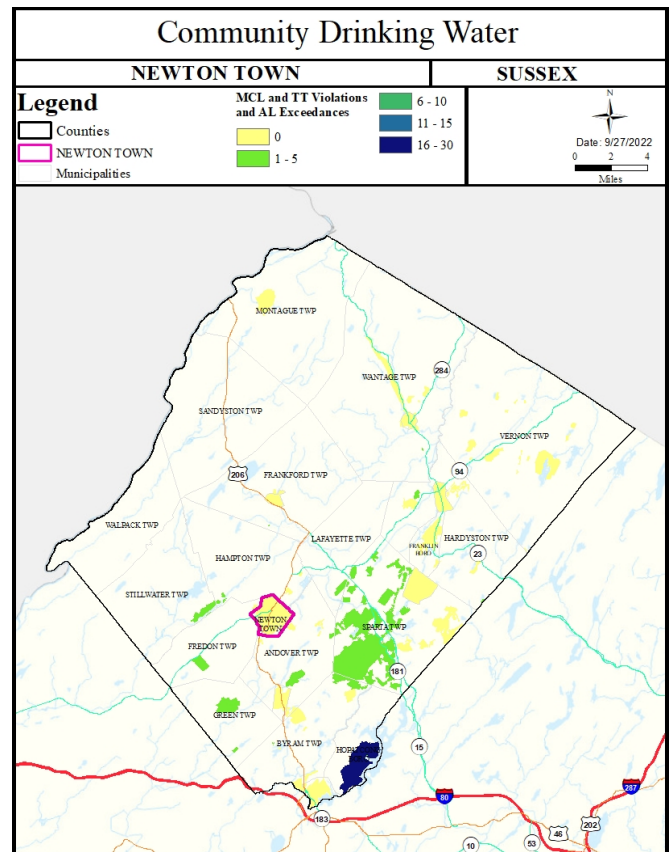 Community Drinking Water
NEWTON TOWN
SUSSEX
Legend
Counties
NEWTON TOWN
Municipalities
MCL and TT Violations
and AL Exceedances
0
1 - 5
6 - 10
11 - 15
16 - 30
N
Date: 9/27/2022
0 2 4
Miles
MONTAGUE TWP
WANTAGE TWP
284
SANDYSTON TWP
VERNON TWP
94
206
FRANKFORD TWP
WALPACK TWP
LAFAYETTE TWP
HARDYSTON TWP
FRANKLIN
BORO
23
HAMPTON TWP
STILLWATER TWP
NEWTON
TOWN
SPARTA TWP
FREDON TWP
ANDOVER TWP
181
GREEN TWP
BYRAM TWP
15
80
287
183
202
46
10
53